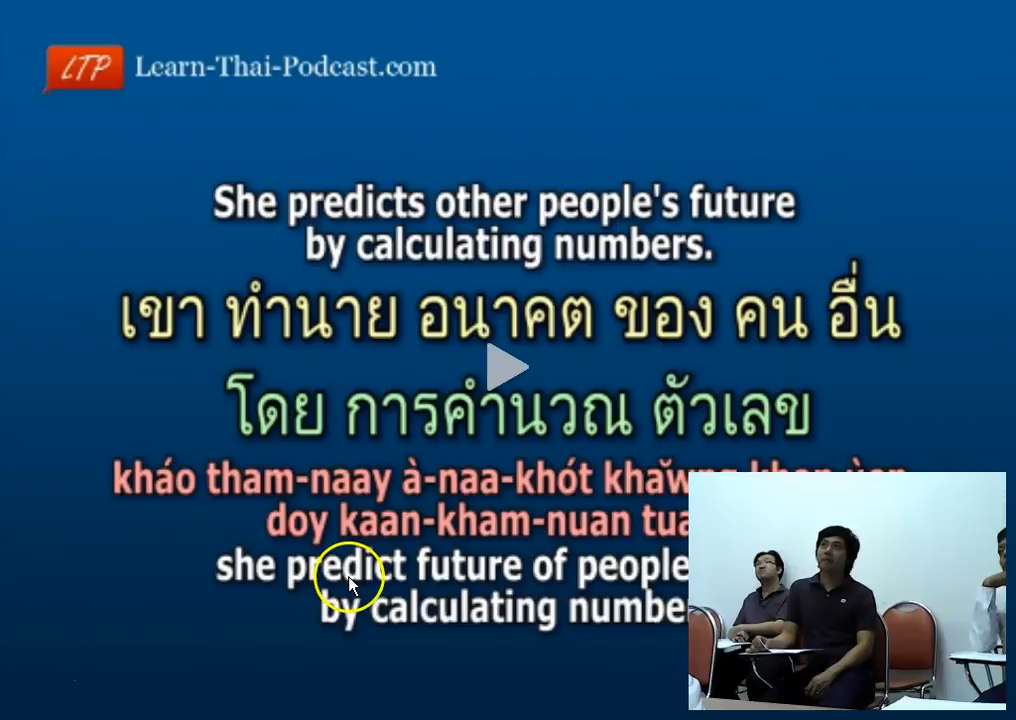 LTP Learn-Thai-Podcast.com
She predicts other people's future
by calculating numbers.
เขา ทำนาย อนาคต ของ คน อื่น
โดย การคำนวณ ตัวเลข
kháo tham-naay à-naa-khót
doy kaan-kham-nuan
she predict future of people
by calculating